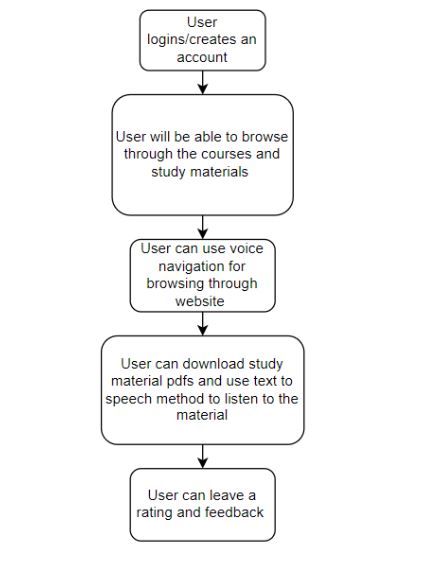 User
logins/creates an
account
User will be able to browse
through the courses and
study materials
User can use voice
navigation for
browsing through
website
User can download study
material pdfs and use text to
speech method to listen to the
material
User can leave a
rating and feedback